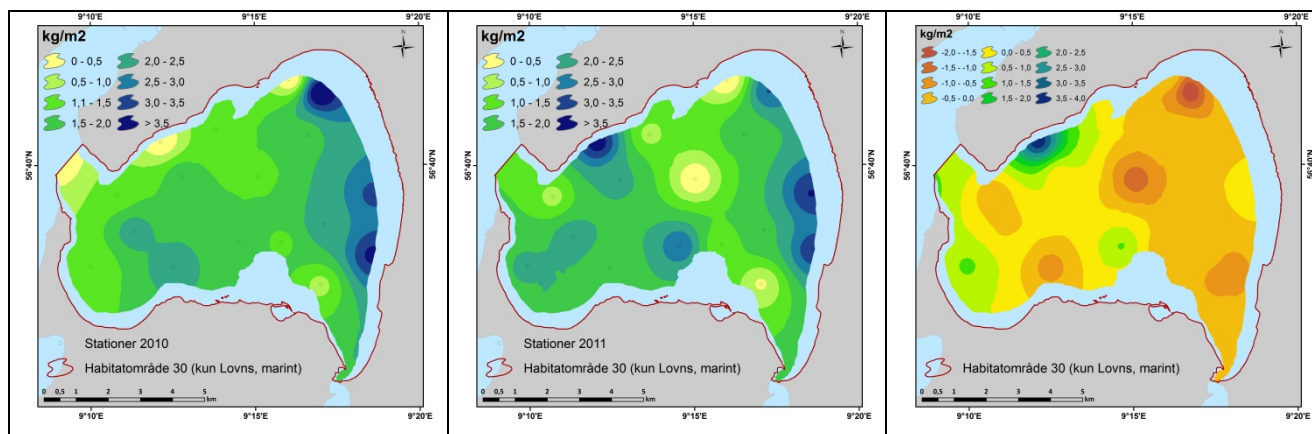 9°10'E 9°15'E 9°20'E
kg/m2
N
0 - 0,5 2,0 - 2,5
0,5 - 1,0 2,5 - 3,0
1,1 - 1,5 3,0 - 3,5
1,5 - 2,0 > 3,5
56°40'N 56°40'N
Stationer 2010
Habitatområde 30 (kun Lovns, marint)
0 0,5 1 2 3 4 5
km
9°10'E 9°15'E 9°20'E
9°10'E 9°15'E 9°20'E
kg/m2
N
0 - 0,5 2,0 - 2,5
0,5 - 1,0 2,5 - 3,0
1,0 - 1,5 3,0 - 3,5
1,5 - 2,0 > 3,5
56°40'N 56°40'N
Stationer 2011
Habitatområde 30 (kun Lovns, marint)
0 0,5 1 2 3 4 5
km
9°10'E 9°15'E 9°20'E
9°10'E 9°15'E 9°20'E
kg/m2
N
-2,0 - -1,5 0,0 - 0,5 2,0 - 2,5
-1,5 - -1,0 0,5 - 1,0 2,5 - 3,0
-1,0 - -0,5 1,0 - 1,5 3,0 - 3,5
-0,5 - 0,0 1,5 - 2,0 3,5 - 4,0
56°40'N 56°40'N
Habitatområde 30 (kun Lovns, marint)
0 0,5 1 2 3 4 5
km
9°10'E 9°15'E 9°20'E